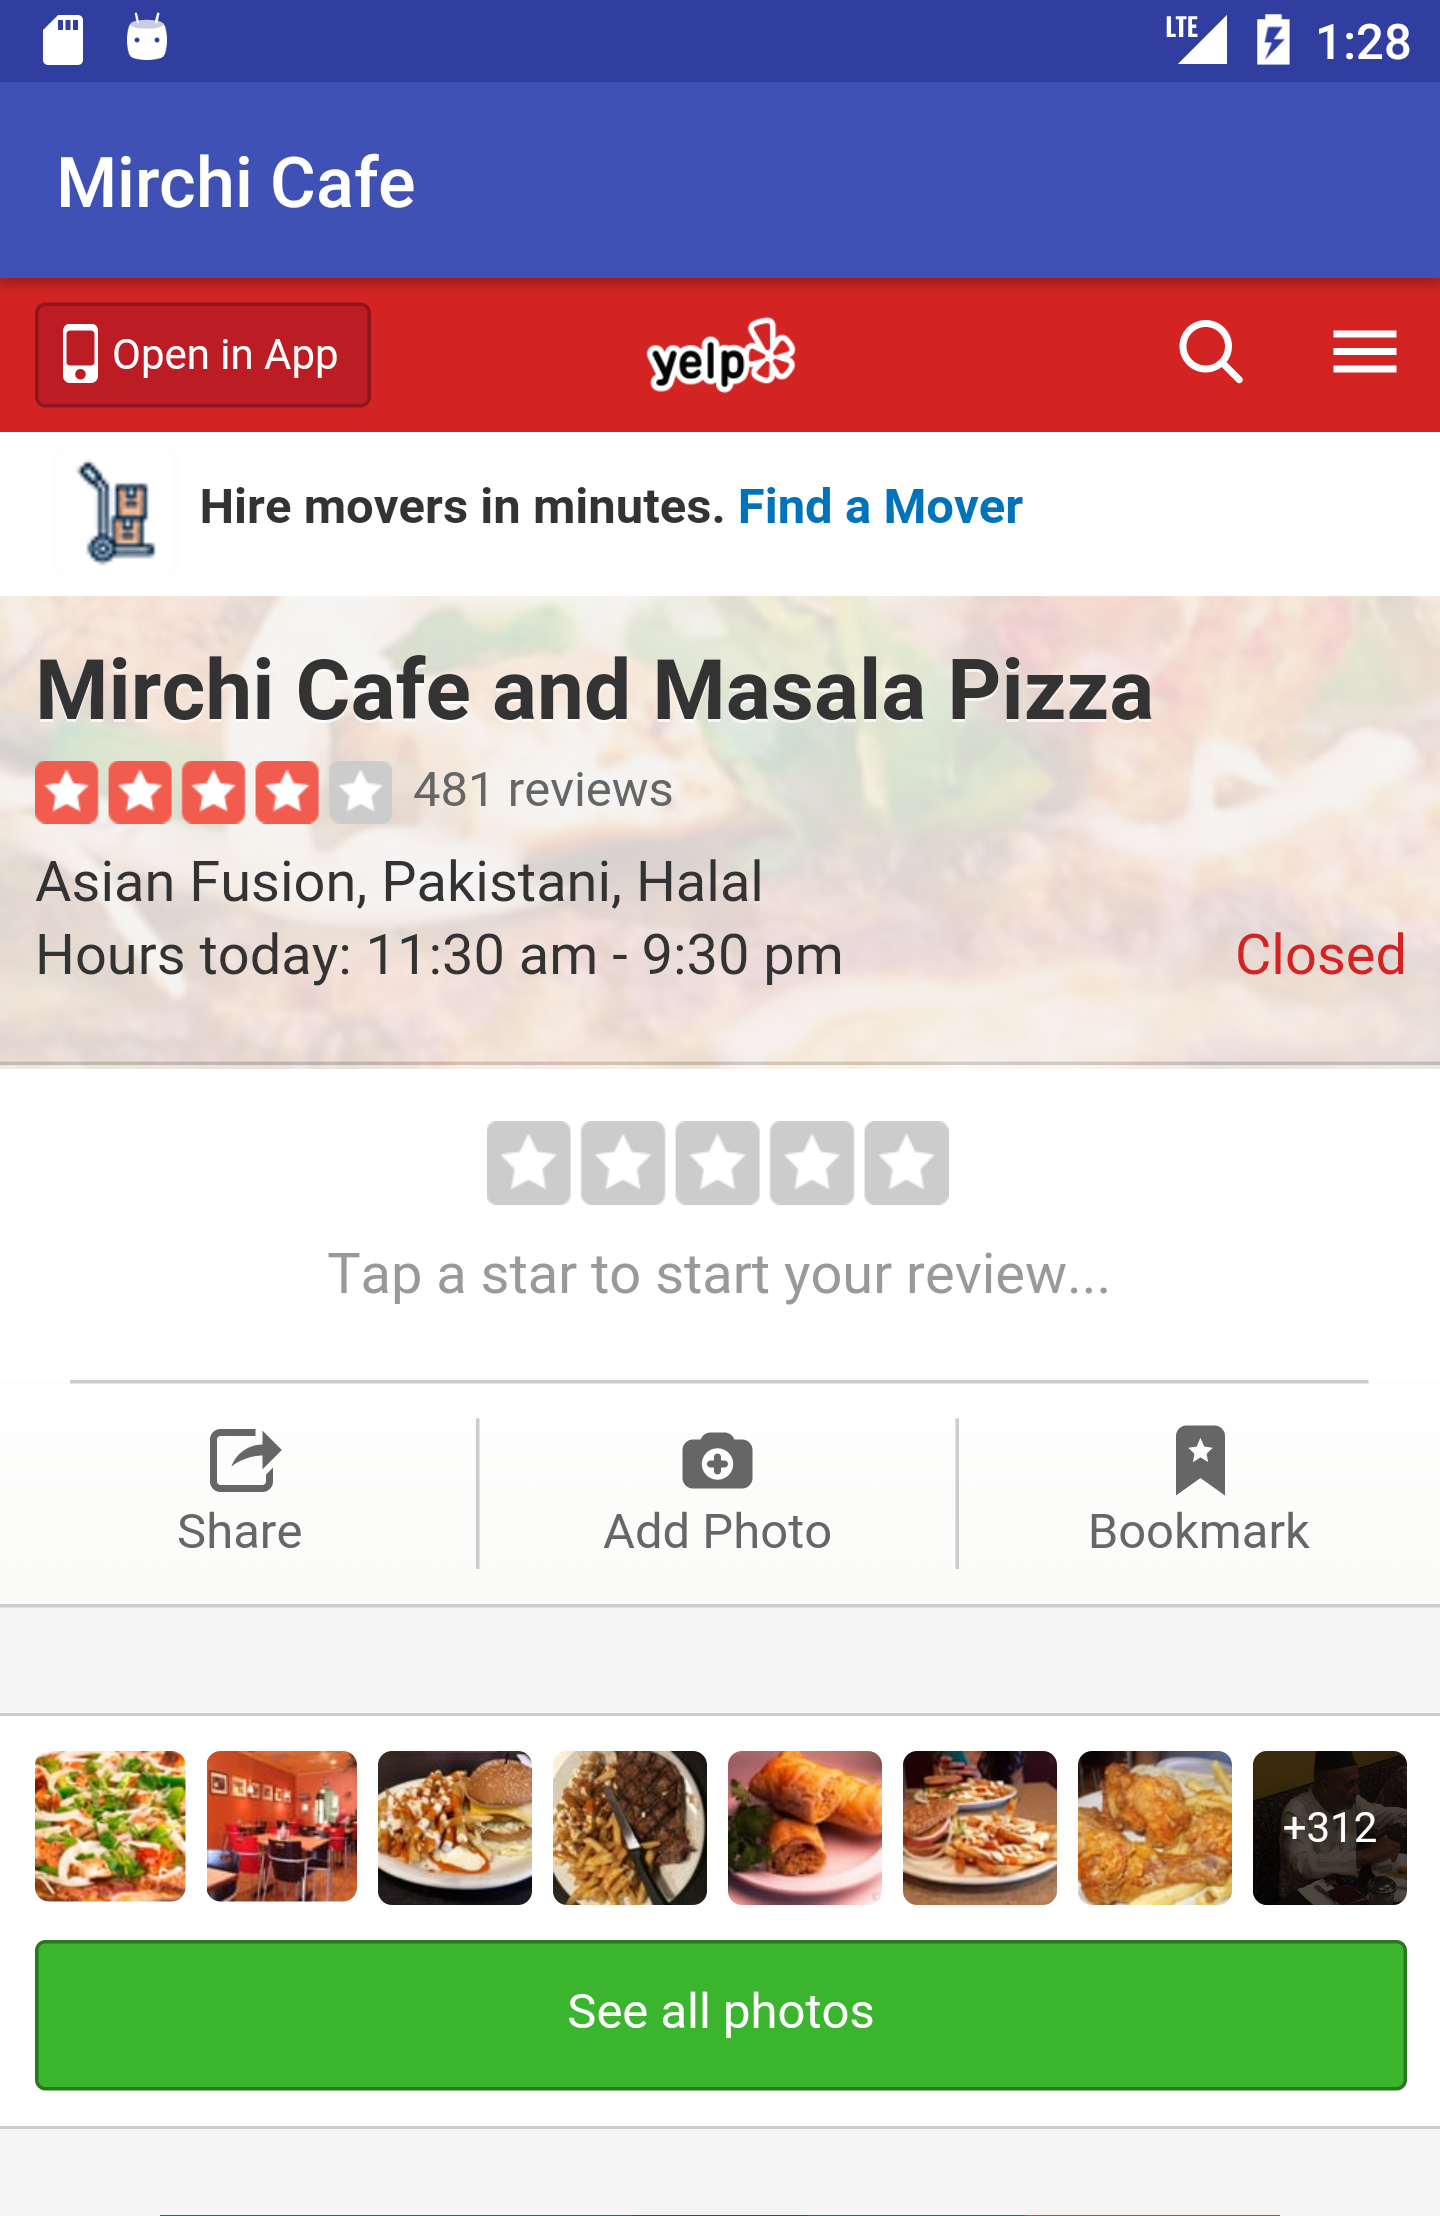 LTE 1:28
Mirchi Cafe
Open in App
yelp
Hire movers in minutes. Find a Mover
Mirchi Cafe and Masala Pizza
481 reviews
Asian Fusion, Pakistani, Halal
Hours today: 11:30 am - 9:30 pm Closed
Tap a star to start your review...
Share Add Photo Bookmark
+312
See all photos